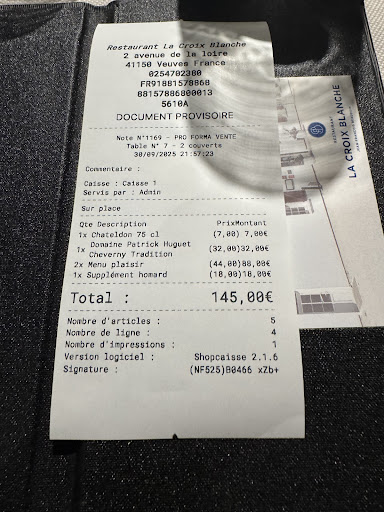 Restaurant La Croix Blanche
2 avenue de la loire
41150 Veuves France
0254702380
FR91881578868
88157886800013
5610A
DOCUMENT PROVISOIRE
Note N°1169 - PRO FORMA VENTE
Table N° 7 - 2 couverts
30/09/2025 21:57:23
Commentaire :
Caisse : Caisse 1
Servis par : Admin
Sur place
Qte Description PrixMontant
1x Chateldon 75 cl (7,00) 7,00€
1x Domaine Patrick Huguet Cheverny Tradition (32,00)32,00€
2x Menu plaisir (44,00)88,00€
1x Supplément homard (18,00)18,00€
Total : 145,00€
Nombre d'articles : 5
Nombre de ligne : 4
Nombre d'impressions : 1
Version logiciel : Shopcaisse 2.1.6
Signature : (NF525)B0466 xZb+
LA CROIX BLANCHE